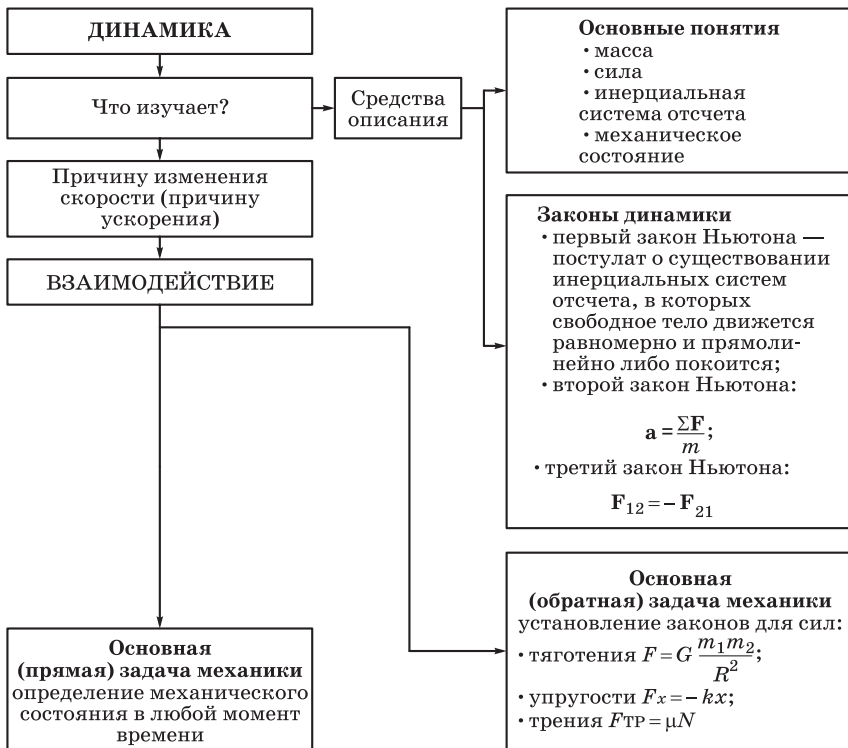 ДИНАМИКА
Что изучает?
Средства
описания
Причину изменения
скорости (причину
ускорения)
ВЗАИМОДЕЙСТВИЕ
Основные понятия
• масса
• сила
• инерциальная
система отсчета
• механическое
состояние
Законы динамики
• первый закон Ньютона —
постулат о существовании
инерциальных систем
отсчета, в которых
свободное тело движется
равномерно и прямоли-
нейно либо покоится;
• второй закон Ньютона:
a = ΣF/m;
• третий закон Ньютона:
F₁₂ = – F₂₁
Основная
(прямая) задача механики
определение механического
состояния в любой момент
времени
Основная
(обратная) задача механики
установление законов для сил:
• тяготения F = G m₁m₂/R²;
• упругости Fx = – kx;
• трения FТР = μN